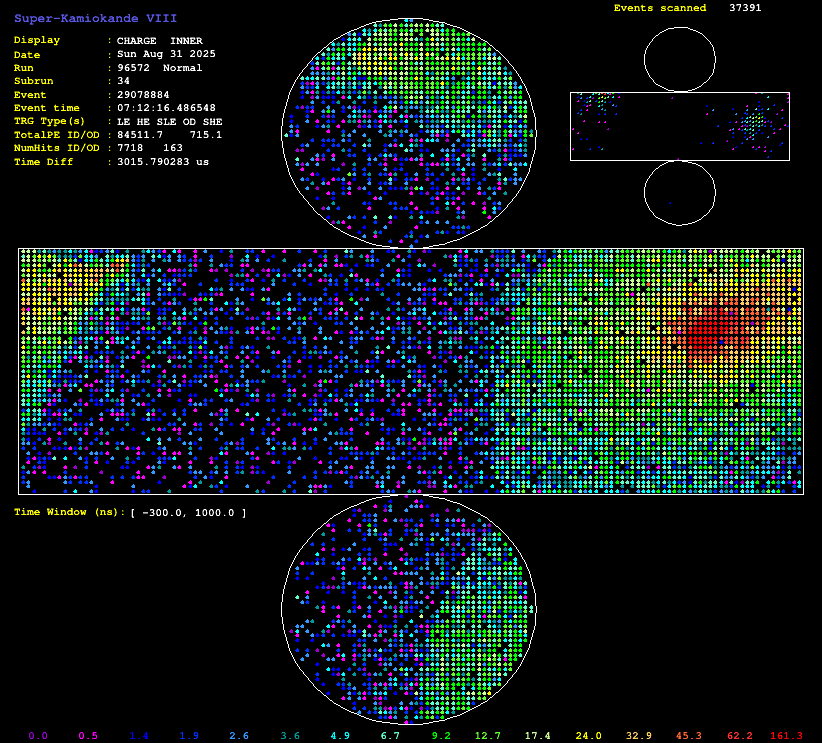 Super-Kamiokande VIII
Events scanned 37391
Display : CHARGE INNER
Date : Sun Aug 31 2025
Run : 96572 Normal
Subrun : 34
Event : 29078884
Event time : 07:12:16.486548
TRG Type(s) : LE HE SLE OD SHE
TotalPE ID/OD : 84511.7 715.1
NumHits ID/OD : 7718 163
Time Diff : 3015.790283 us
Time Window (ns): [ -300.0, 1000.0 ]
0.0 0.5 1.4 1.9 2.6 3.6 4.9 6.7 9.2 12.7 17.4 24.0 32.9 45.3 62.2 161.3